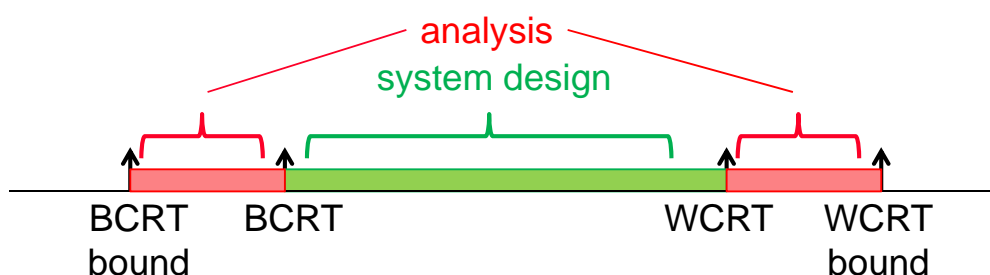 analysis
system design
BCRT bound
BCRT
WCRT
WCRT bound